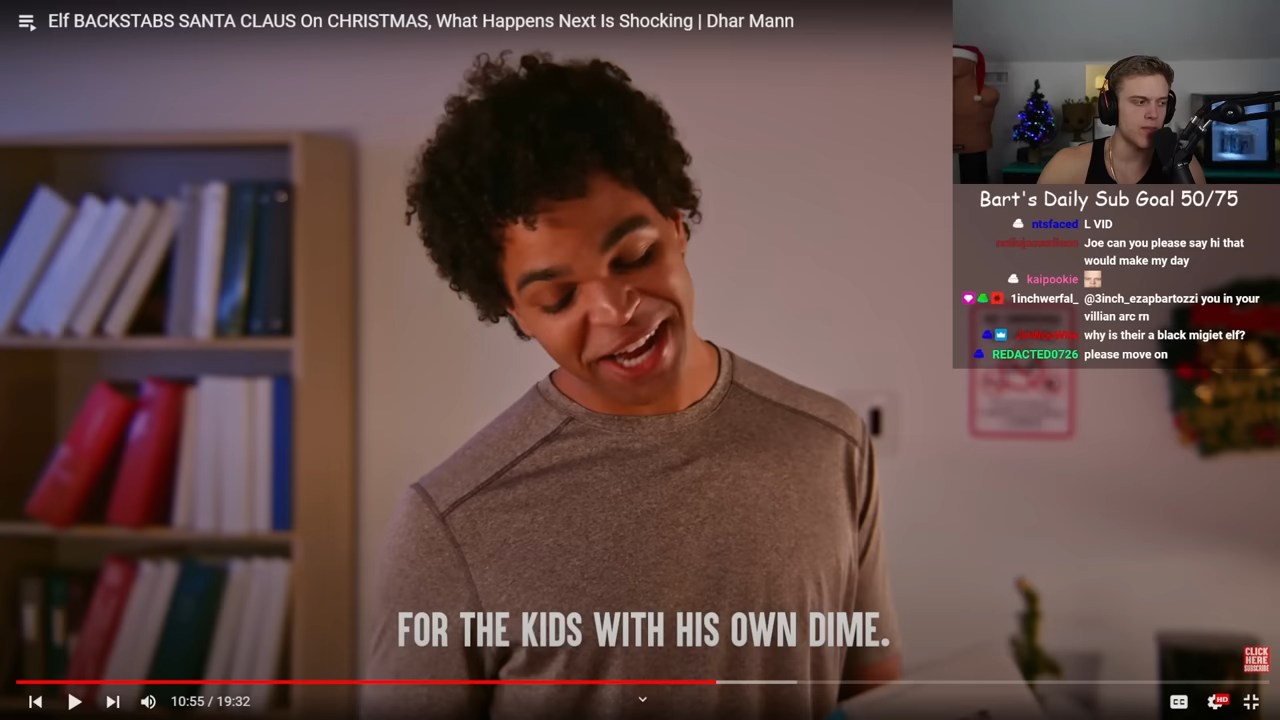 Elf BACKSTABS SANTA CLAUS On CHRISTMAS, What Happens Next Is Shocking | Dhar Mann
Bart's Daily Sub Goal 50/75
ntsfaced L VID
Joe can you please say hi that
would make my day
kaipookie
1inchwerfal_ @3inch_ezapbartozzi you in your
villian arc rn
why is their a black migiet elf?
REDACTED0726 please move on
FOR THE KIDS WITH HIS OWN DIME.
CLICK
HERE
SUBSCRIBE
10:55 / 19:32
CC
HD